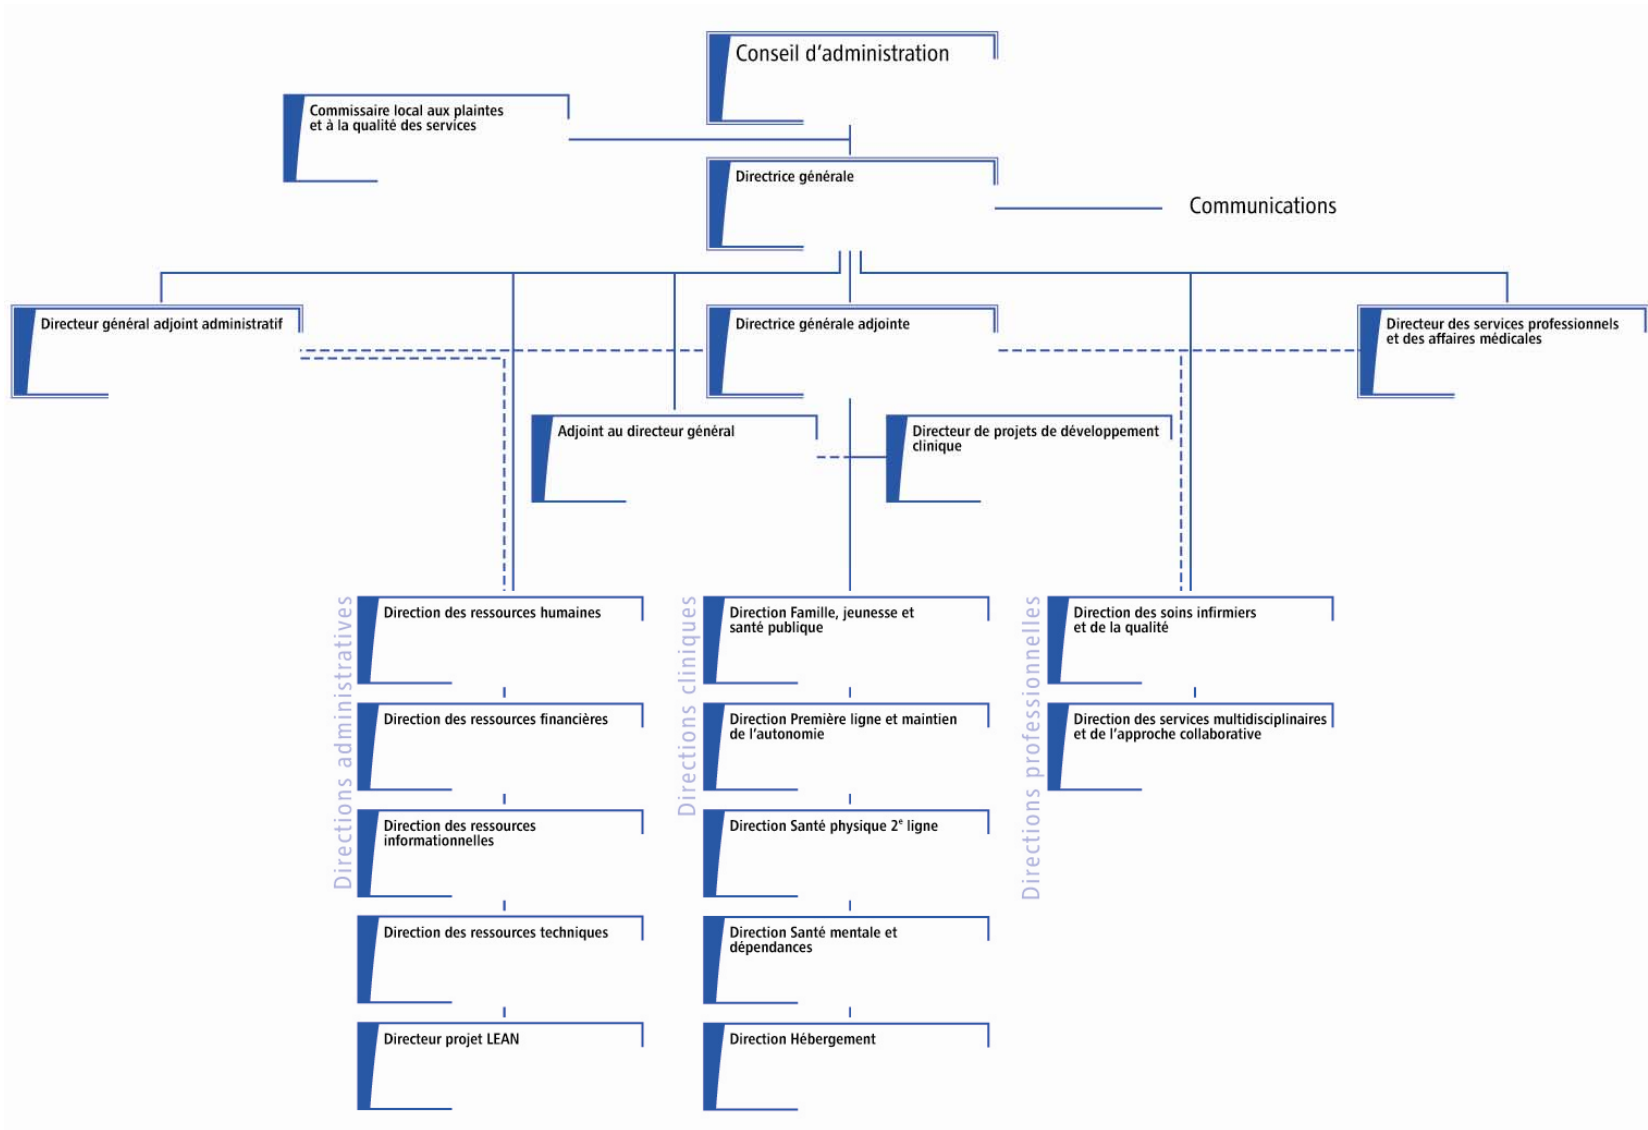 Conseil d'administration
Commissaire local aux plaintes
et à la qualité des services
Directrice générale
Communications
Directeur général adjoint administratif
Directrice générale adjointe
Directeur des services professionnels
et des affaires médicales
Adjoint au directeur général
Directeur de projets de développement
clinique
Directions administratives
Direction des ressources humaines
Direction des ressources financières
Direction des ressources
informationnelles
Direction des ressources techniques
Directeur projet LEAN
Directions cliniques
Direction Famille, jeunesse et
santé publique
Direction Première ligne et maintien
de l'autonomie
Direction Santé physique 2e ligne
Direction Santé mentale et
dépendances
Direction Hébergement
Directions professionnelles
Direction des soins infirmiers
et de la qualité
Direction des services multidisciplinaires
et de l'approche collaborative